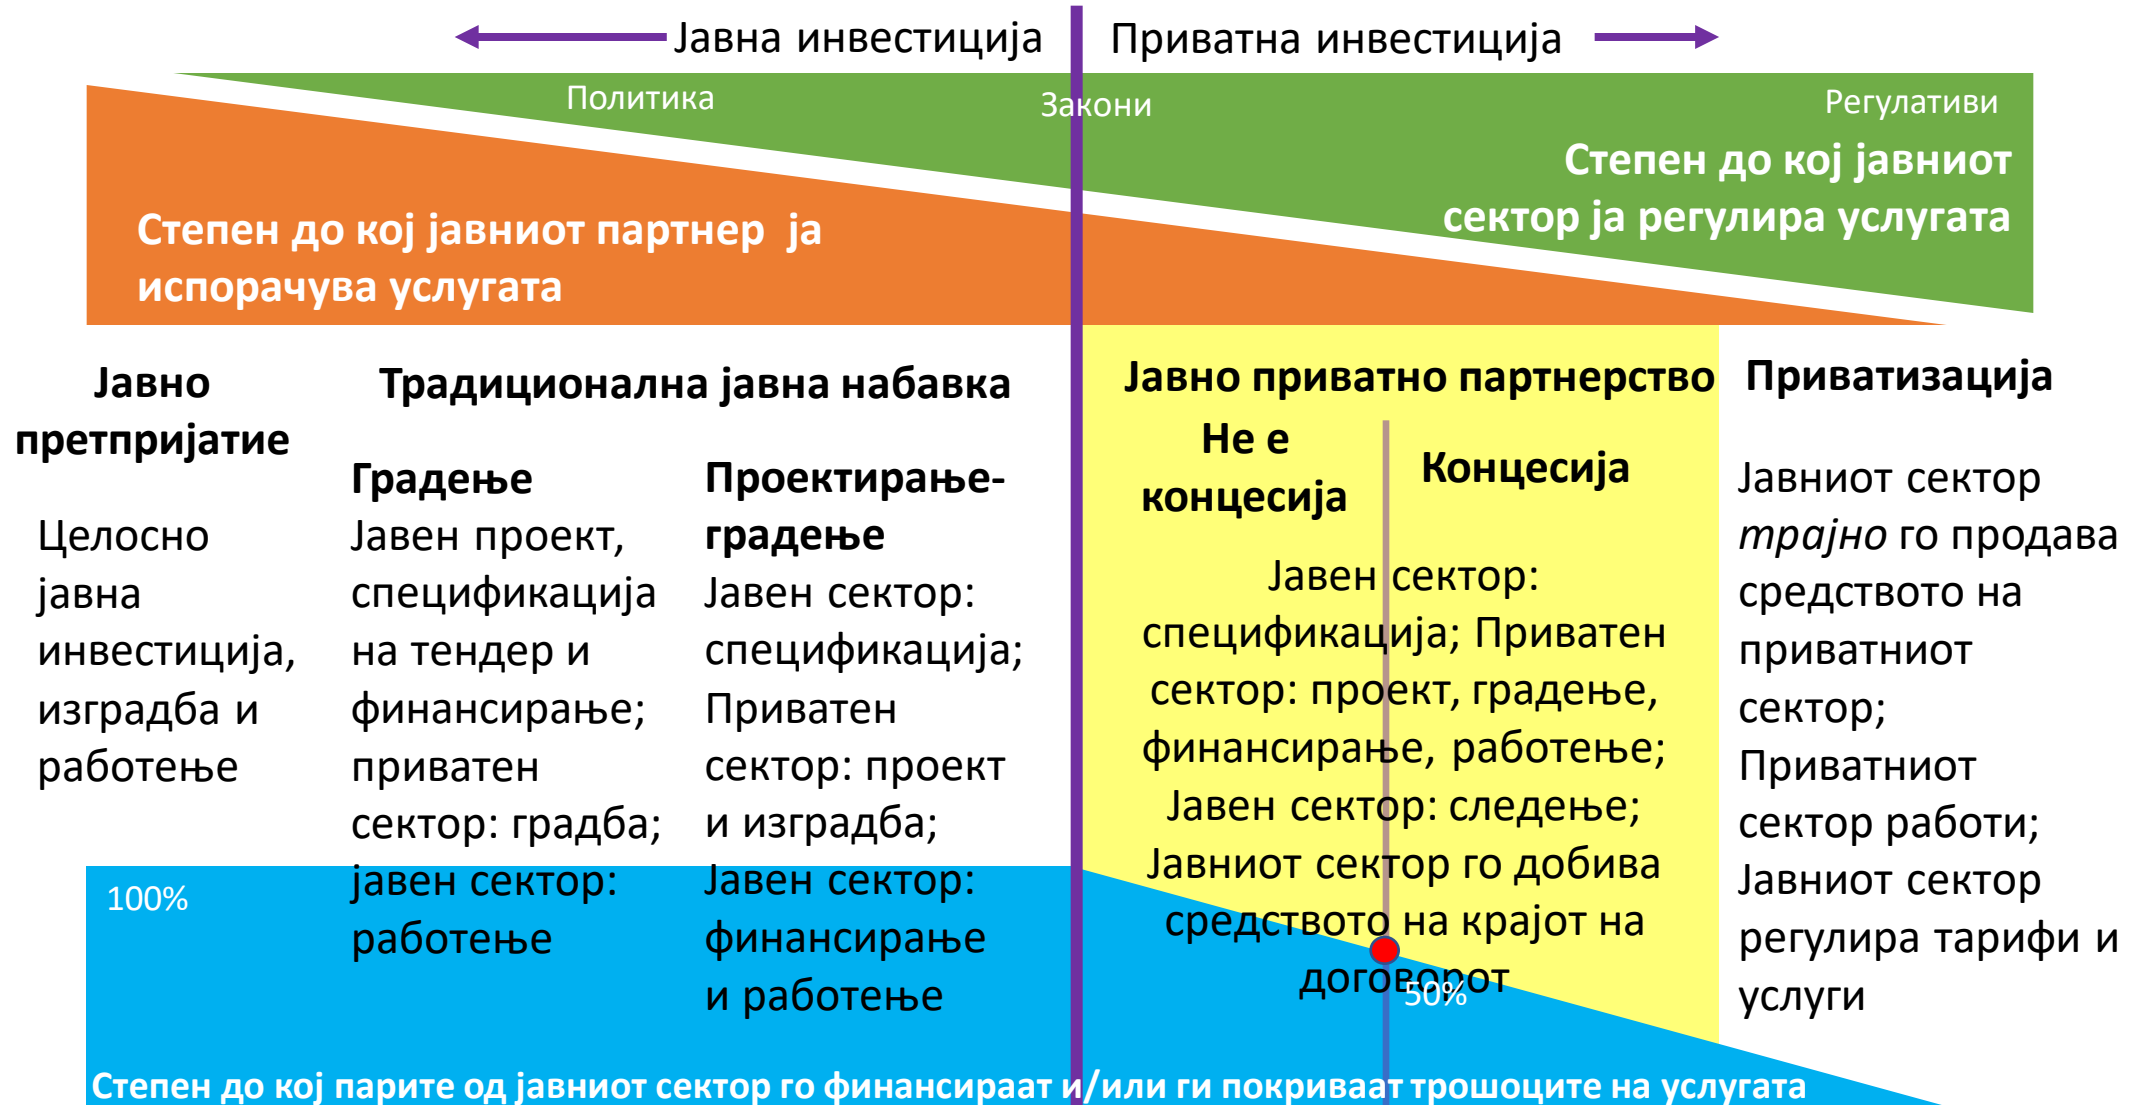 Јавна инвестиција
Приватна инвестиција
Политика
Закони
Регулативи
Степен до кој јавниот
сектор ја регулира услугата
Степен до кој јавниот партнер ја
испорачува услугата
Јавно
претпријатие
Целосно
јавна
инвестиција,
изградба и
работење
Традиционална јавна набавка
Градење
Јавен проект,
спецификација
на тендер и
финансирање;
приватен
сектор: градба;
јавен сектор:
работење
Проектирање-
градење
Јавен сектор:
спецификација;
Приватен
сектор: проект
и изградба;
Јавен сектор:
финансирање
и работење
Јавно приватно партнерство
Не е
концесија
Концесија
Јавен сектор:
спецификација; Приватен
сектор: проект, градење,
финансирање, работење;
Јавен сектор: следење;
Јавниот сектор го добива
средството на крајот на
договорот
Приватизација
Јавниот сектор
трајно го продава
средството на
приватниот
сектор;
Приватниот
сектор работи;
Јавниот сектор
регулира тарифи и
услуги
100%
50%
Степен до кој парите од јавниот сектор го финансираат и/или ги покриваат трошоците на услугата